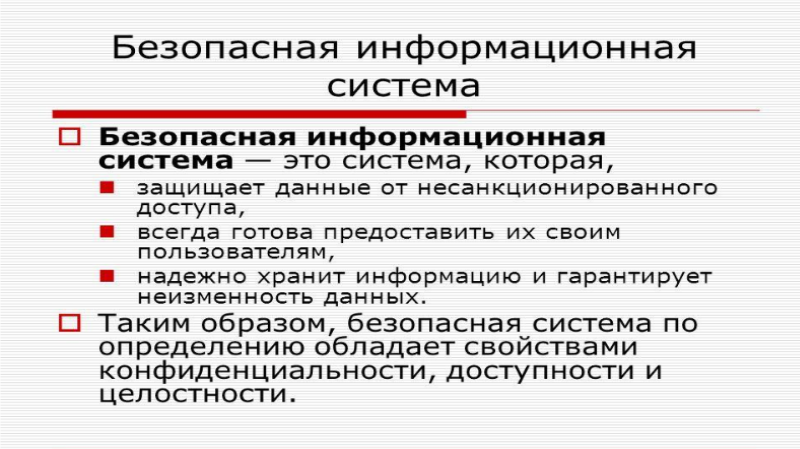 Безопасная информационная
система
Безопасная информационная
система — это система, которая,
защищает данные от несанкционированного
доступа,
всегда готова предоставить их своим
пользователям,
надежно хранит информацию и гарантирует
неизменность данных.
Таким образом, безопасная система по
определению обладает свойствами
конфиденциальности, доступности и
целостности.